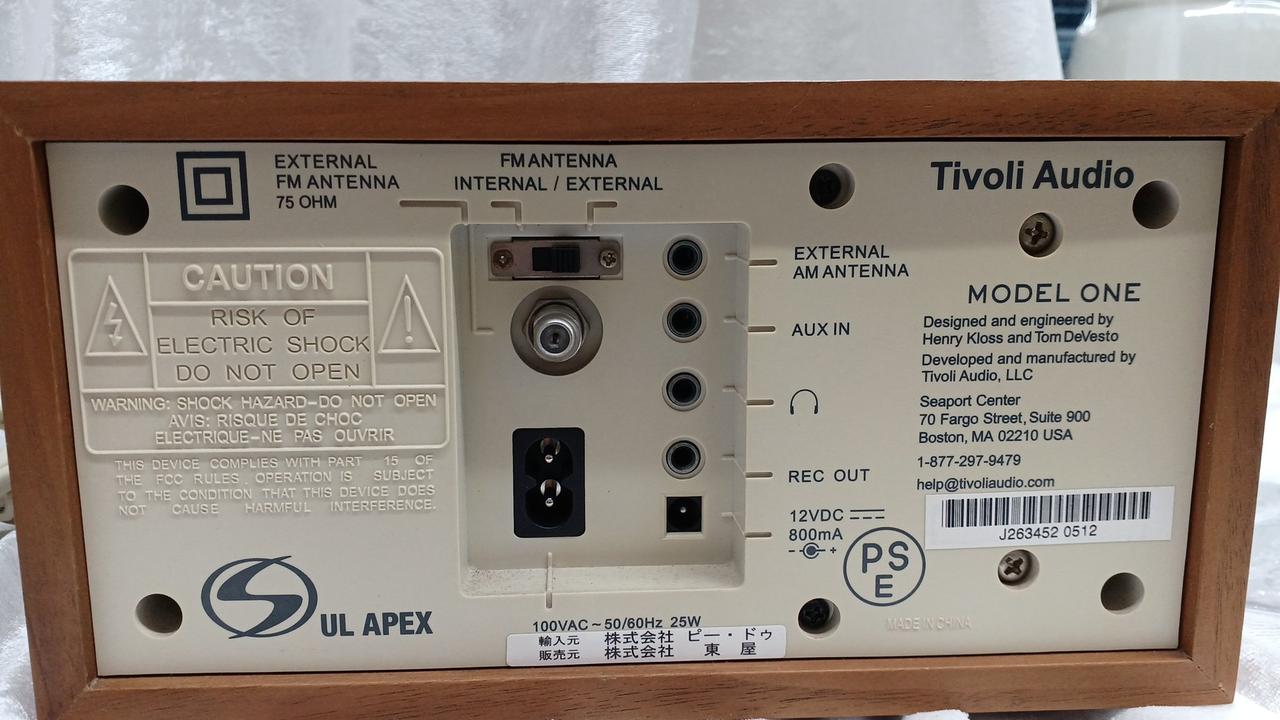 EXTERNAL
FM ANTENNA
75 OHM
FM ANTENNA
INTERNAL / EXTERNAL
Tivoli Audio
CAUTION
RISK OF
ELECTRIC SHOCK
DO NOT OPEN
WARNING: SHOCK HAZARD-DO NOT OPEN
AVIS: RISQUE DE CHOC
ELECTRIQUE-NE PAS OUVRIR
THIS DEVICE COMPLIES WITH PART 15 OF
THE FCC RULES. OPERATION IS SUBJECT
TO THE CONDITION THAT THIS DEVICE DOES
NOT CAUSE HARMFUL INTERFERENCE.
UL APEX
EXTERNAL
AM ANTENNA
AUX IN
REC OUT
12VDC
800mA
- +
PS
E
100VAC ~ 50/60Hz 25W
輸入元 株式会社 ピー・ドゥ
販売元 株式会社 東 屋
MODEL ONE
Designed and engineered by
Henry Kloss and Tom DeVesto
Developed and manufactured by
Tivoli Audio, LLC
Seaport Center
70 Fargo Street, Suite 900
Boston, MA 02210 USA
1-877-297-9479
help@tivoliaudio.com
J263452 0512
MADE IN CHINA